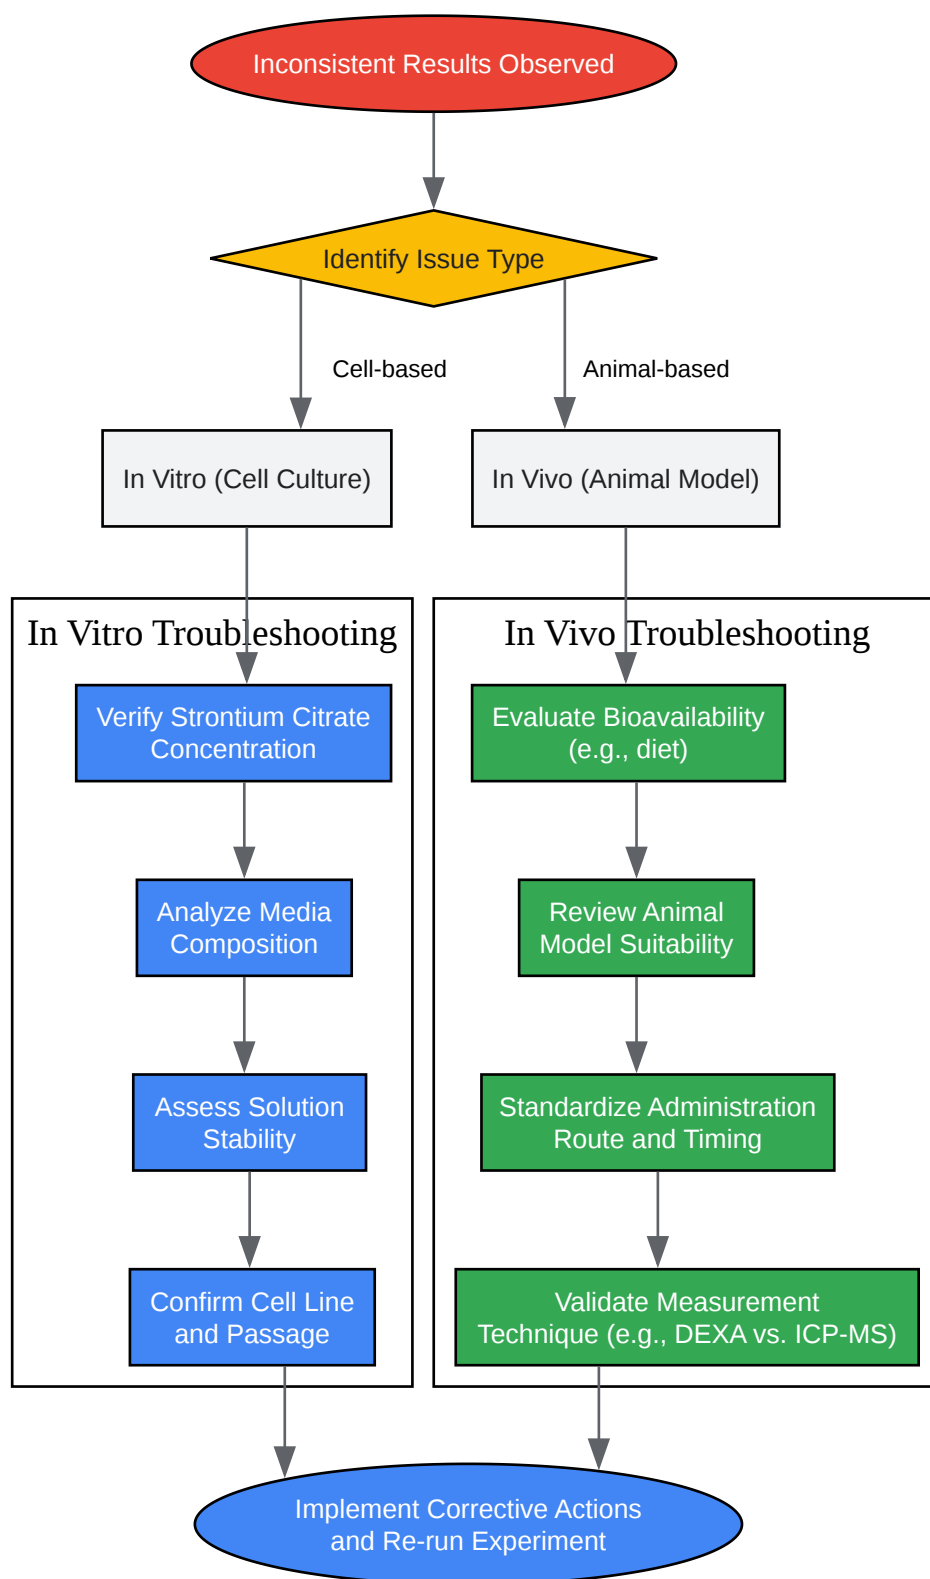 Inconsistent Results Observed
Identify Issue Type
Cell-based
Animal-based
In Vitro (Cell Culture)
In Vivo (Animal Model)
In Vitro Troubleshooting
In Vivo Troubleshooting
Verify Strontium Citrate
Concentration
Evaluate Bioavailability
(e.g., diet)
Analyze Media
Composition
Review Animal
Model Suitability
Assess Solution
Stability
Standardize Administration
Route and Timing
Confirm Cell Line
and Passage
Validate Measurement
Technique (e.g., DEXA vs. ICP-MS)
Implement Corrective Actions
and Re-run Experiment